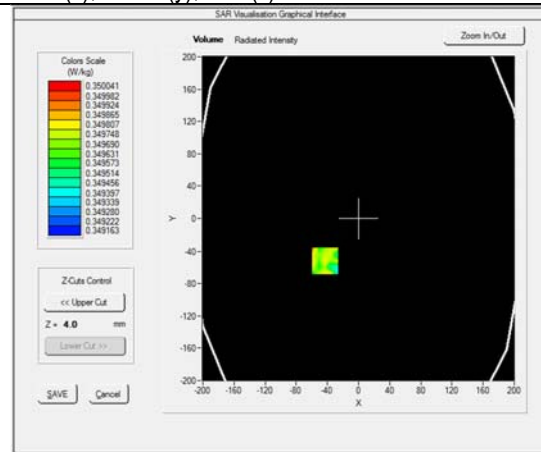 SAR Visualisation Graphical Interface
Volume Radiated Intensity
Zoom In/Out
Colors Scale
(W/kg)
0.350041
0.349982
0.349924
0.349865
0.349807
0.349748
0.349690
0.349631
0.349573
0.349514
0.349456
0.349397
0.349339
0.349280
0.349222
0.349163
Z-Cuts Control
<< Upper Cut
Z = 4.0 mm
Lower Cut >>
SAVE Cancel
200
160
120
80
40
0
-40
-80
-120
-160
-200
Y
-200 -160 -120 -80 -40 0 40 80 120 160 200
X